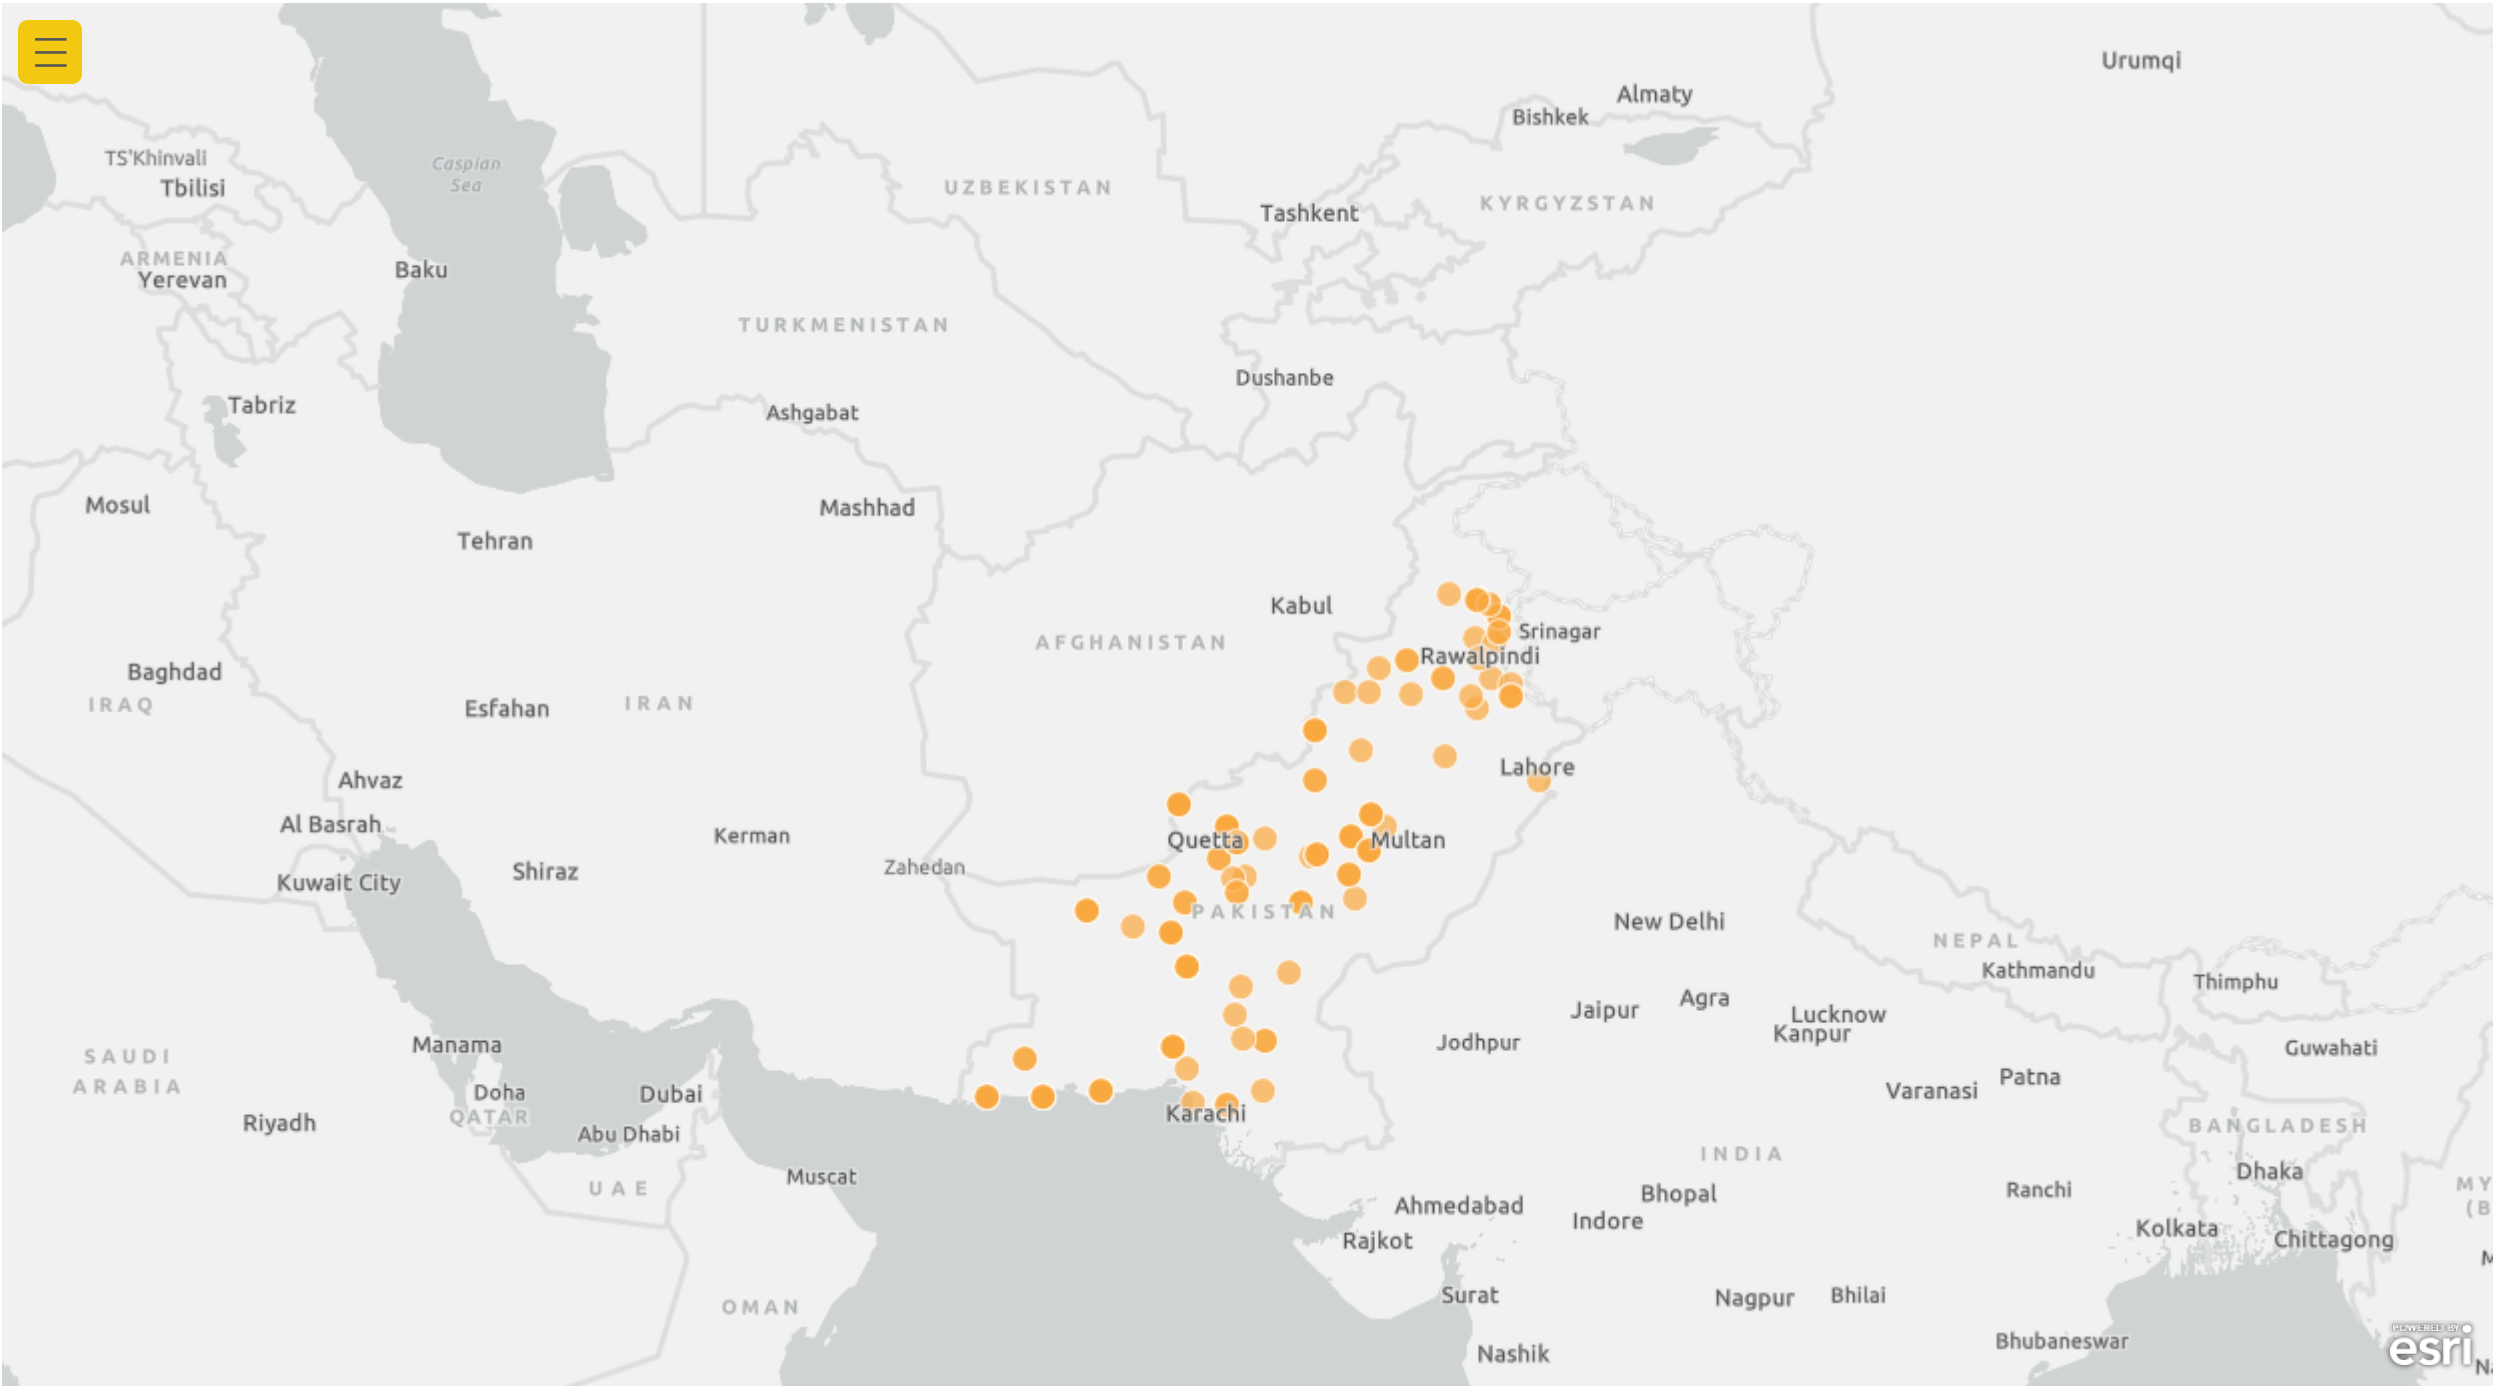 Urumqi
Almaty
Bishkek
TS'Khinvali
Caspian
Sea
Tbilisi
UZBEKISTAN
KYRGYZSTAN
Tashkent
ARMENIA
Yerevan
Baku
TURKMENISTAN
Dushanbe
Tabriz
Ashgabat
Mosul
Mashhad
Tehran
Kabul
Srinagar
AFGHANISTAN
Rawalpindi
Baghdad
IRAQ
Esfahan
IRAN
Lahore
Ahvaz
Al Basrah
Kerman
Quetta
Multan
Zahedan
Shiraz
Kuwait City
PAKISTAN
New Delhi
NEPAL
Kathmandu
Thimphu
Agra
Jaipur
Lucknow
Kanpur
Jodhpur
Manama
Guwahati
SAUDI
ARABIA
Doha
QATAR
Dubai
Patna
Varanasi
Karachi
Riyadh
Abu Dhabi
BANGLADESH
INDIA
Dhaka
Muscat
UAE
Bhopal
Ranchi
MY
(B
Ahmedabad
Indore
Kolkata
Rajkot
Chittagong
M
Surat
Nagpur
Bhilai
OMAN
Bhubaneswar
Nashik
POWERED BY
esri
Na